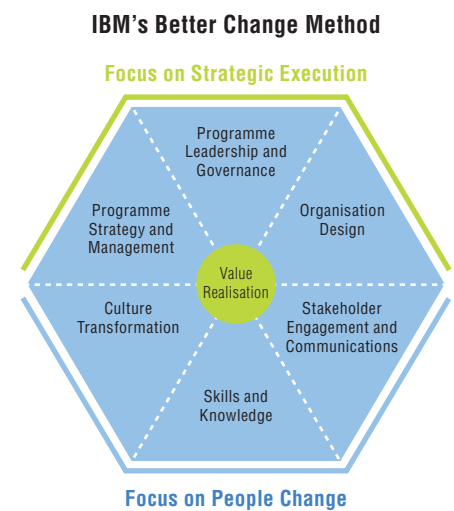 IBM's Better Change Method
Focus on Strategic Execution
Programme
Leadership and
Governance
Programme
Strategy and
Management
Organisation
Design
Value
Realisation
Culture
Transformation
Stakeholder
Engagement and
Communications
Skills and
Knowledge
Focus on People Change